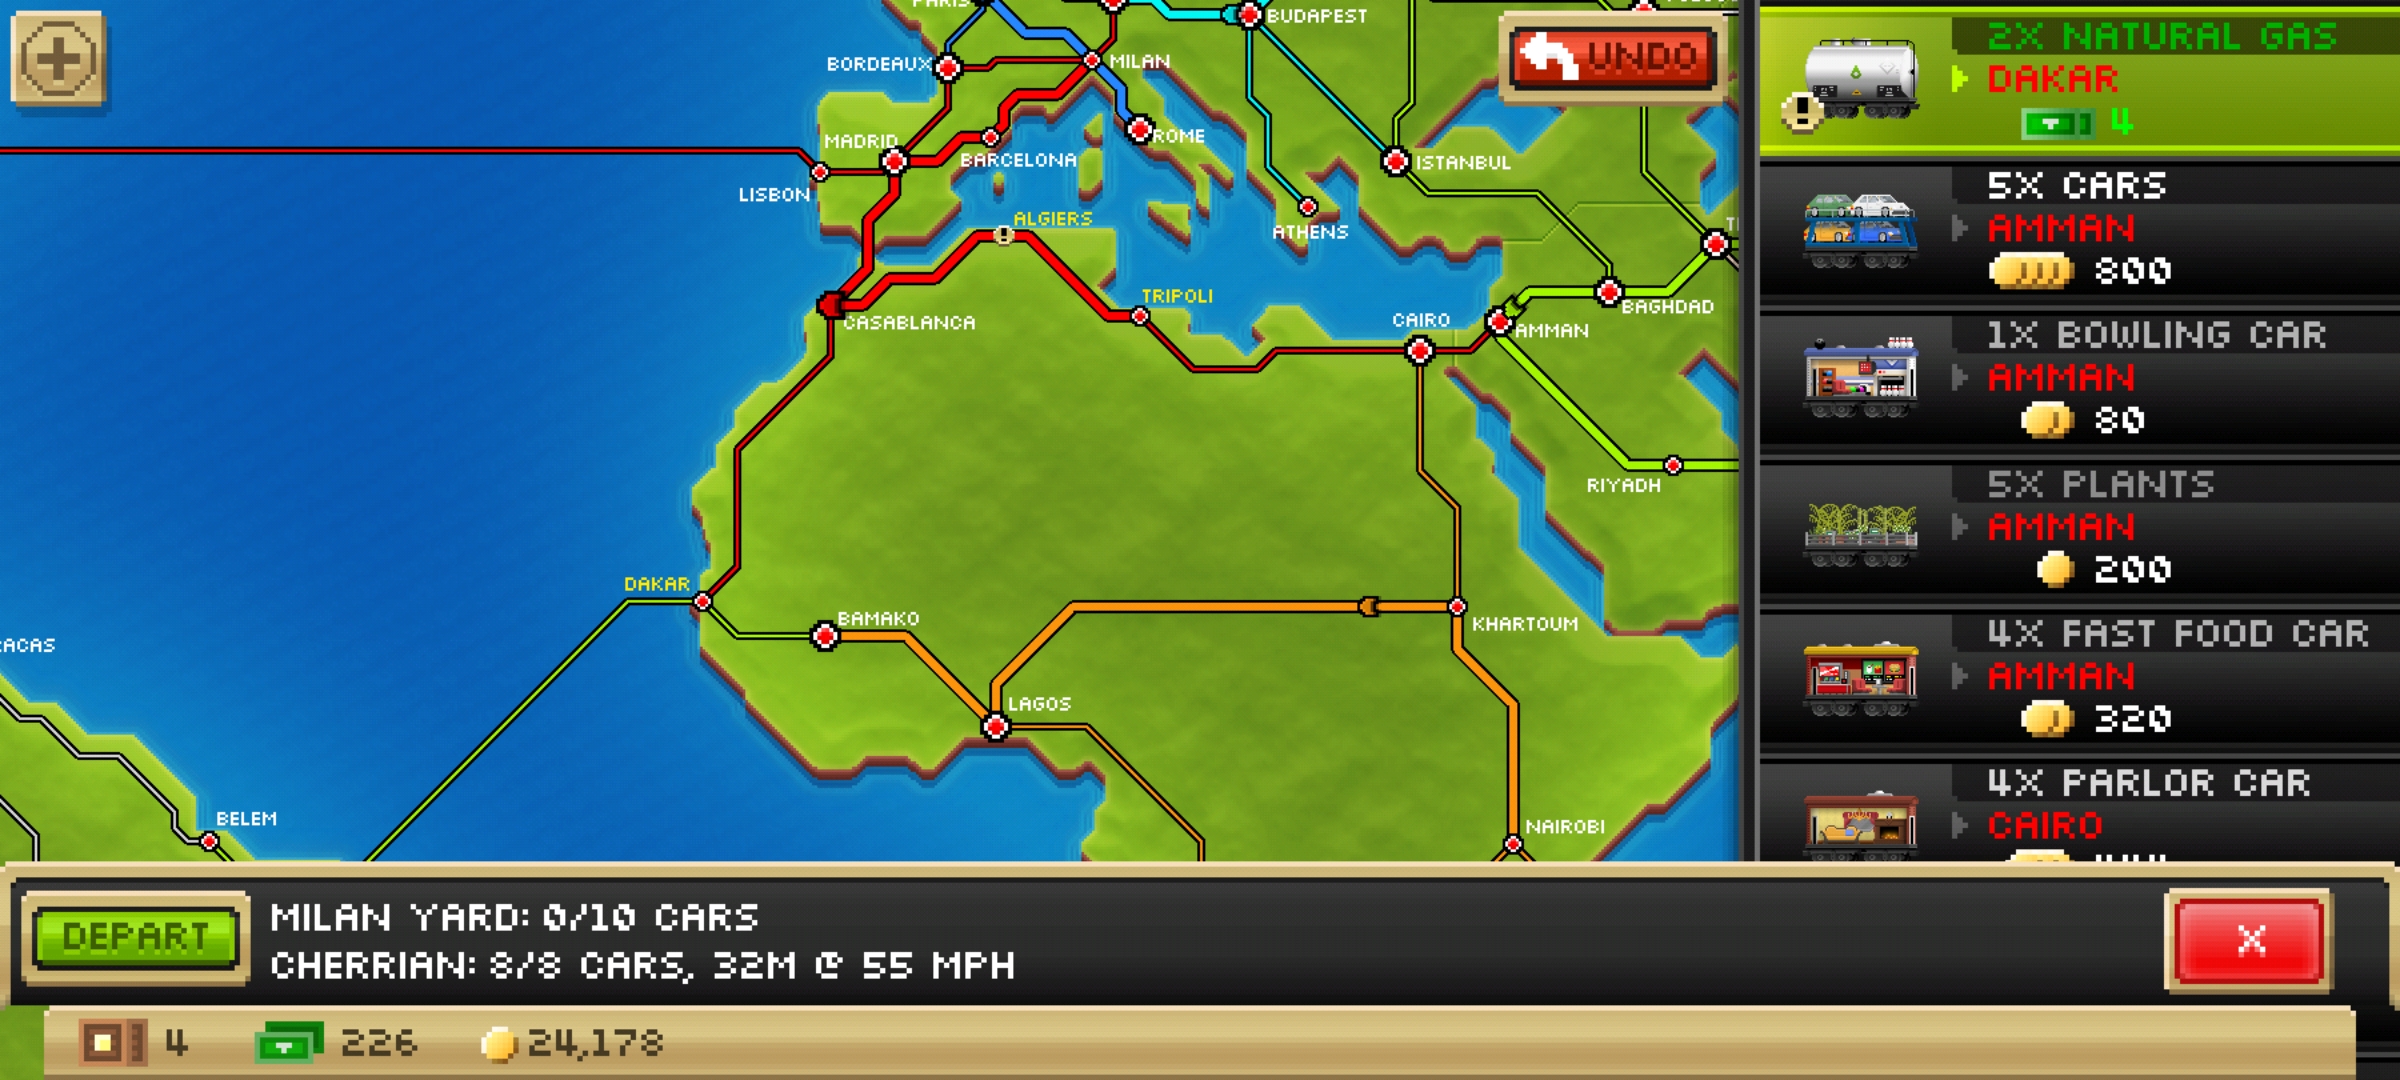 PARIS
BUDAPEST
BORDEAUX
MILAN
MADRID
ROME
BARCELONA
ISTANBUL
LISBON
ALGIERS
ATHENS
TRIPOLI
CASABLANCA
CAIRO
AMMAN
BAGHDAD
RIYADH
DAKAR
BAMAKO
KHARTOUM
ACAS
LAGOS
BELEM
NAIROBI
UNDO
2X NATURAL GAS
DAKAR
4
5X CARS
AMMAN
800
1X BOWLING CAR
AMMAN
80
5X PLANTS
AMMAN
200
4X FAST FOOD CAR
AMMAN
320
4X PARLOR CAR
CAIRO
DEPART
MILAN YARD: 0/10 CARS
CHERRIAN: 8/8 CARS, 32M @ 55 MPH
X
4
226
24,178